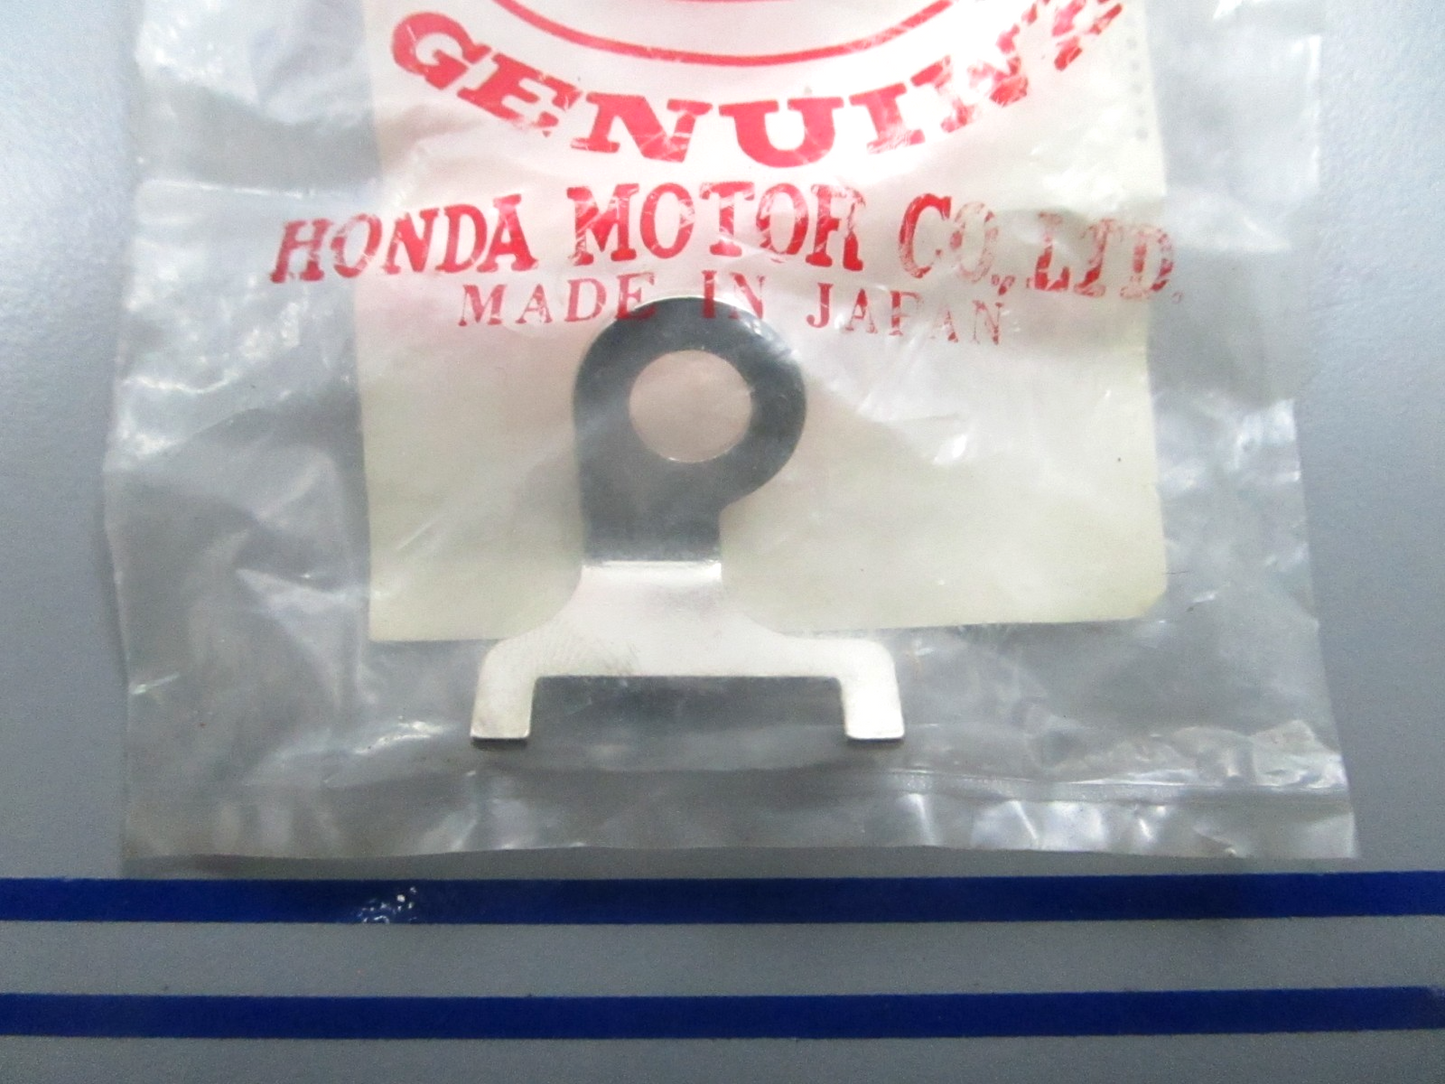 GENUINE
HONDA MOTOR CO., LTD.
MADE IN JAPAN